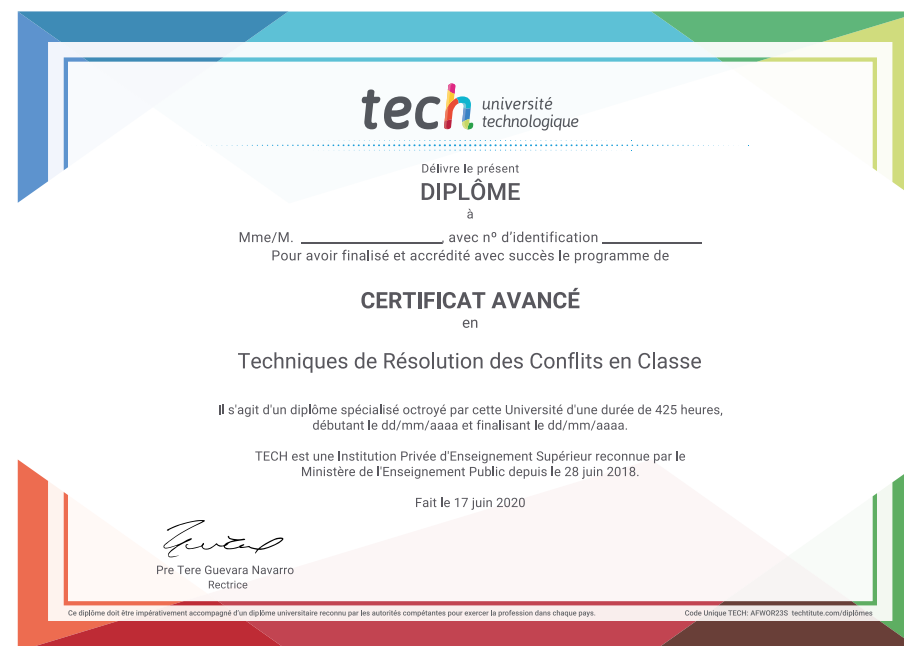 tech université
technologique
Délivre le présent
DIPLÔME
à
Mme/M. ____________________, avec nº d'identification ______________
Pour avoir finalisé et accrédité avec succès le programme de
CERTIFICAT AVANCÉ
en
Techniques de Résolution des Conflits en Classe
Il s'agit d'un diplôme spécialisé octroyé par cette Université d'une durée de 425 heures,
débutant le dd/mm/aaaa et finalisant le dd/mm/aaaa.
TECH est une Institution Privée d'Enseignement Supérieur reconnue par le
Ministère de l'Enseignement Public depuis le 28 juin 2018.
Fait le 17 juin 2020
Pre Tere Guevara Navarro
Rectrice
Ce diplôme doit être impérativement accompagné d'un diplôme universitaire reconnu par les autorités compétantes pour exercer la profession dans chaque pays. Code Unique TECH: AFWOR23S techtitute.com/diplômes